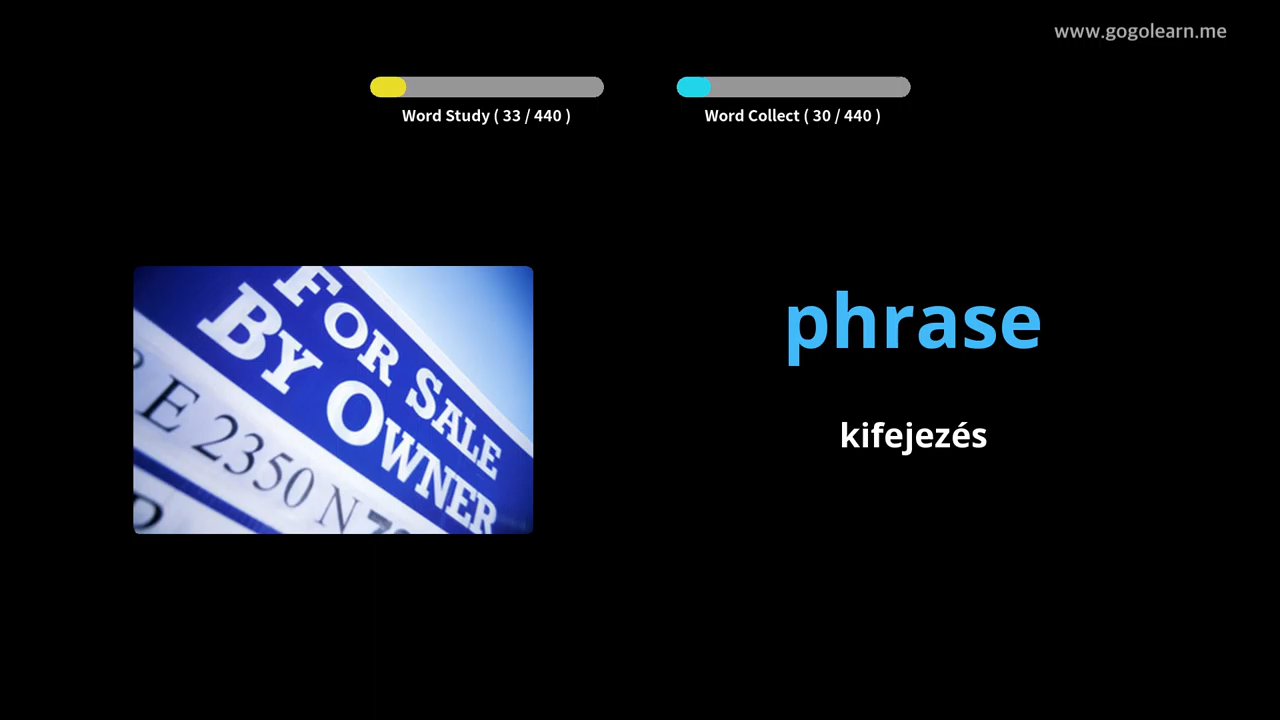 www.gogolearn.me
Word Study ( 33 / 440 )
Word Collect ( 30 / 440 )
FOR SALE
BY OWNER
E 2350 N
phrase
kifejezés